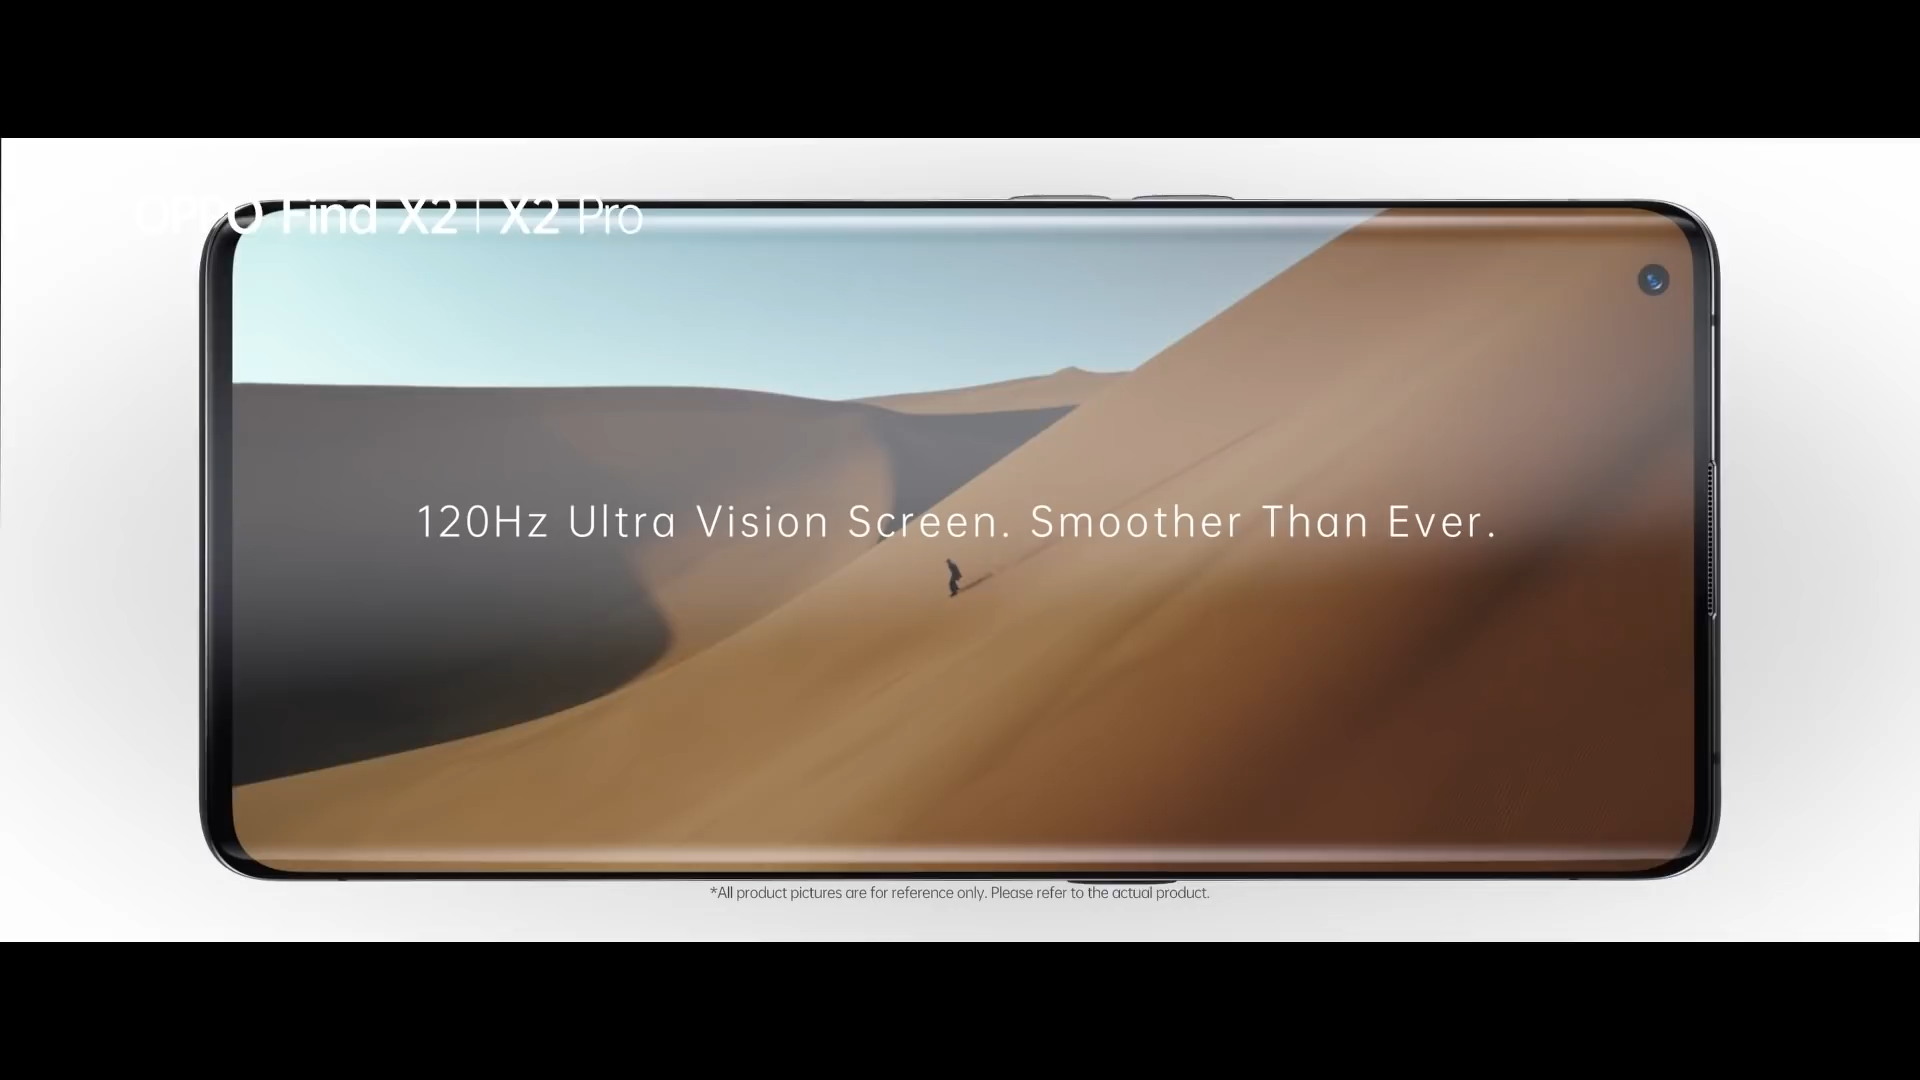 OPPO Find X2 | X2 Pro
120Hz Ultra Vision Screen. Smoother Than Ever.
*All product pictures are for reference only. Please refer to the actual product.